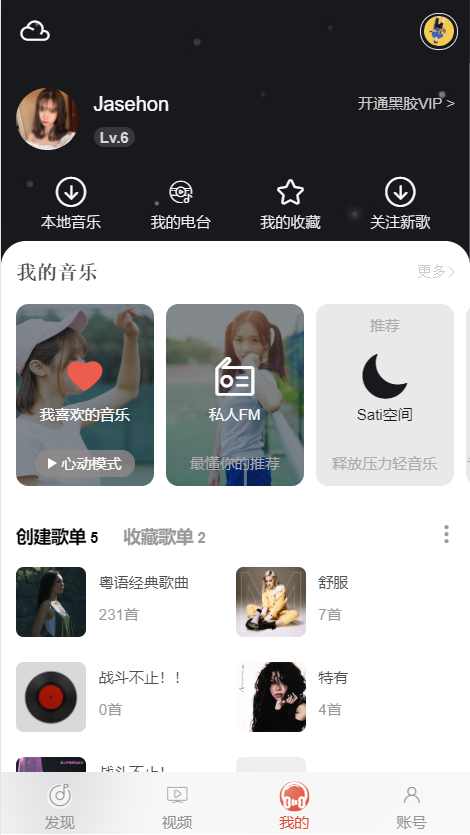 Jasehon
开通黑胶VIP >
Lv.6
本地音乐 我的电台 我的收藏 关注新歌
我的音乐 更多>
推荐
我喜欢的音乐 私人FM Sati空间
心动模式 最懂你的推荐 释放压力轻音乐
创建歌单 5 收藏歌单 2
粤语经典歌曲 舒服
231首 7首
战斗不止！！ 特有
0首 4首
战斗不止！！
发现 视频 我的 账号